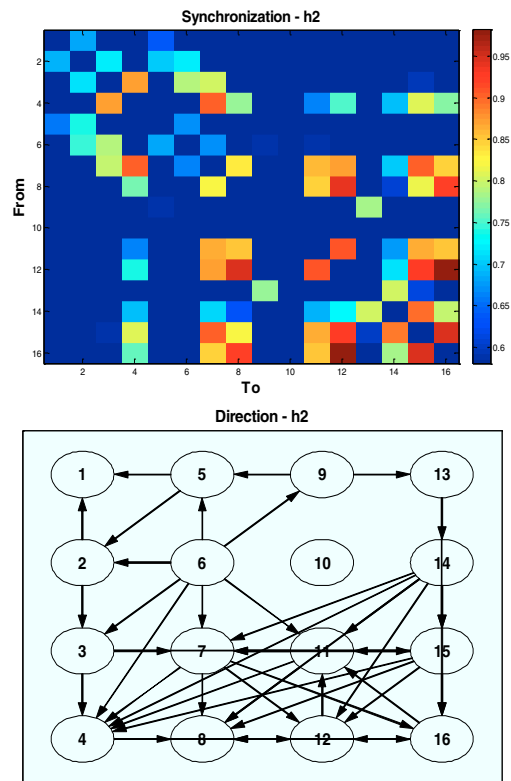 Synchronization - h2
From
2
4
6
8
10
12
14
16
2 4 6 8 10 12 14 16
To
0.95
0.9
0.85
0.8
0.75
0.7
0.65
0.6
Direction - h2
1 5 9 13
2 6 10 14
3 7 11 15
4 8 12 16